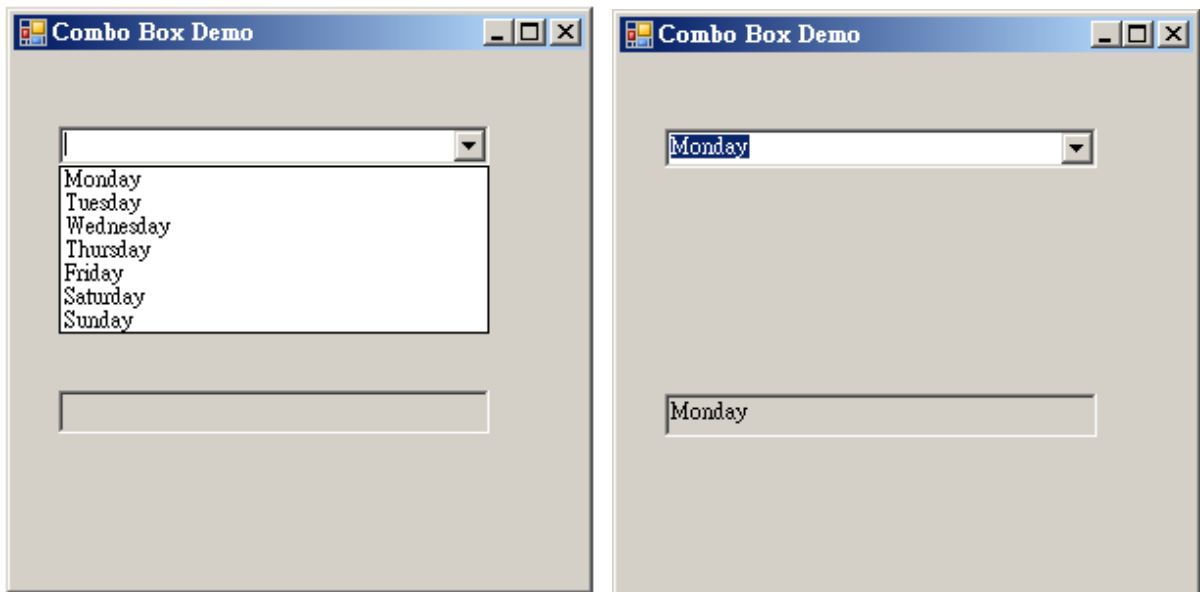 Combo Box Demo
Monday
Tuesday
Wednesday
Thursday
Friday
Saturday
Sunday
Combo Box Demo
Monday
Monday